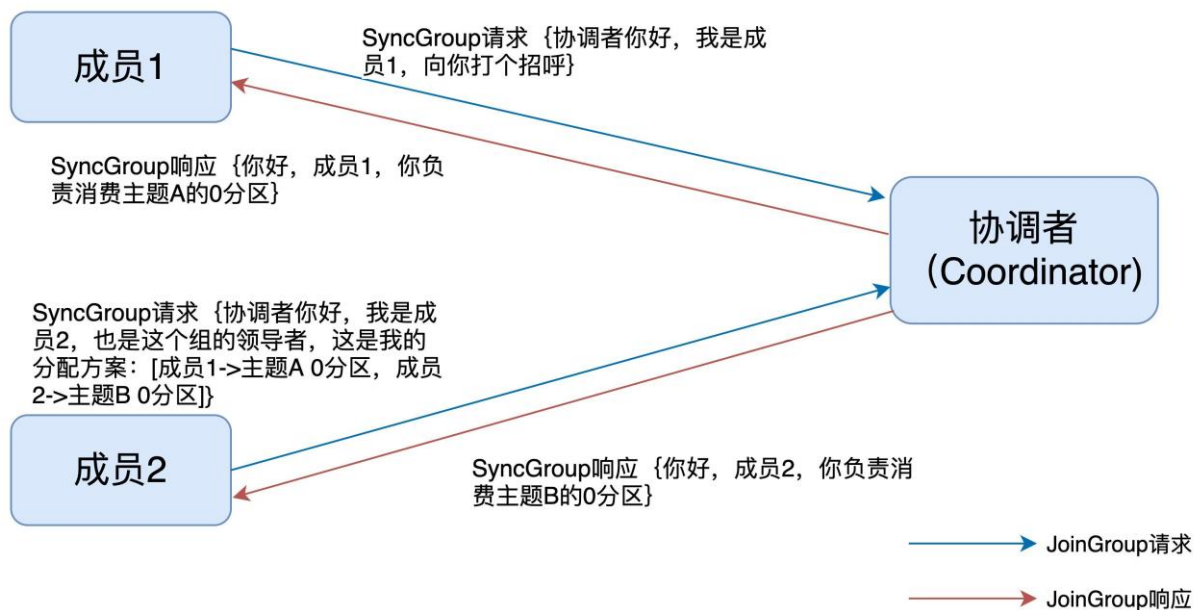 成员1
SyncGroup请求{协调者你好，我是成
员1，向你打个招呼}
SyncGroup响应{你好，成员1，你负
责消费主题A的0分区}
协调者
（Coordinator)
SyncGroup请求{协调者你好，我是成
员2，也是这个组的领导者，这是我的
分配方案：[成员1->主题A 0分区，成员
2->主题B 0分区]}
成员2
SyncGroup响应{你好，成员2，你负责消
费主题B的0分区}
JoinGroup请求
JoinGroup响应